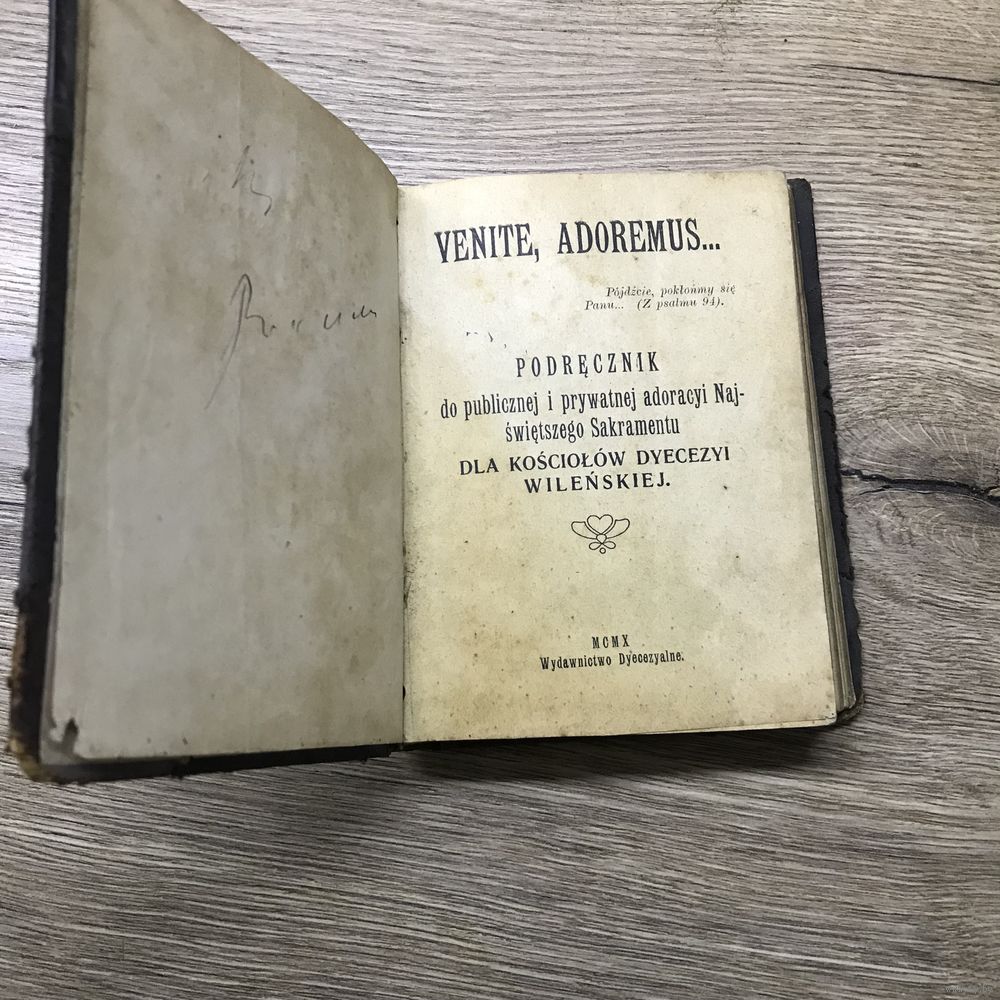 VENITE, ADOREMUS...
Pójdźcie, pokłońmy się
Panu... (Z psalmu 94).
PODRĘCZNIK
do publicznej i prywatnej adoracyi Naj-
świętszego Sakramentu
DLA KOŚCIOŁÓW DYECEZYI
WILEŃSKIEJ.
MCMX
Wydawnictwo Dyecezyalne.